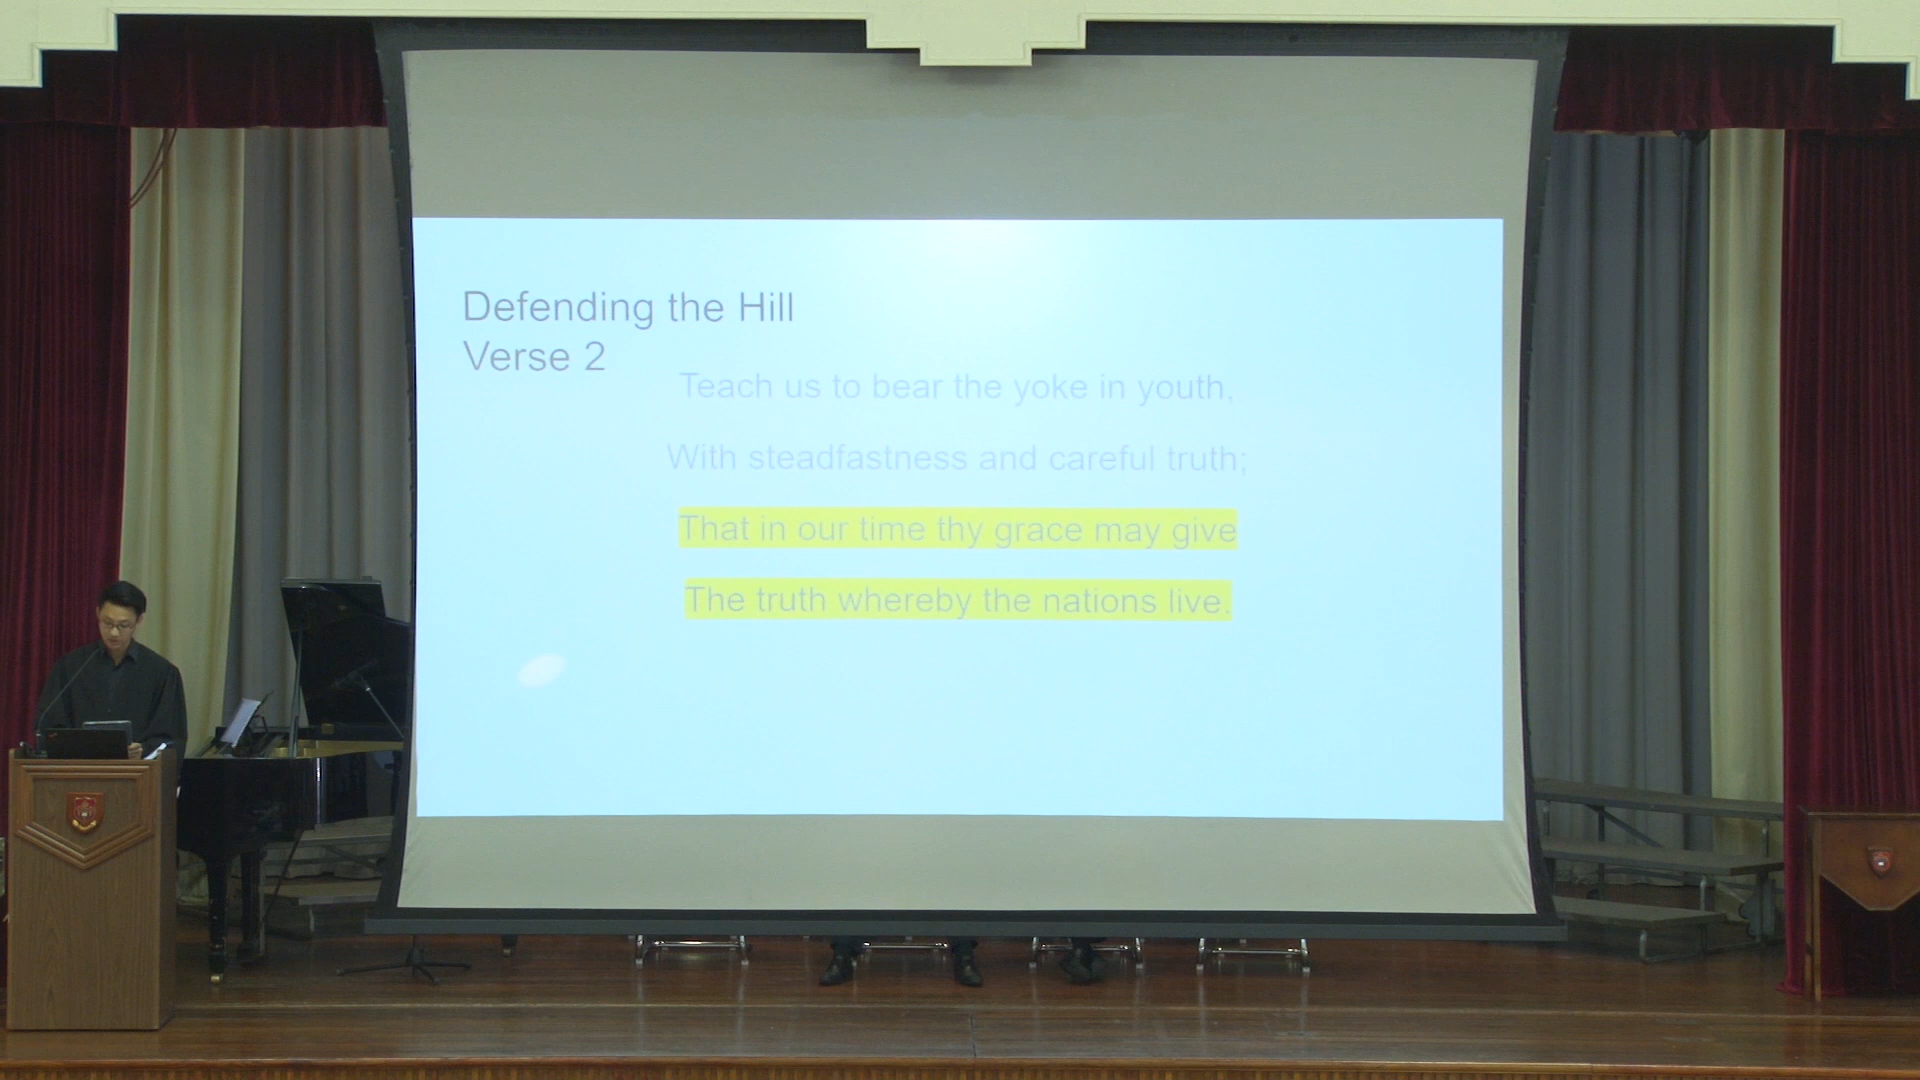 Defending the Hill
Verse 2
Teach us to bear the yoke in youth,
With steadfastness and careful truth;
That in our time thy grace may give
The truth whereby the nations live.